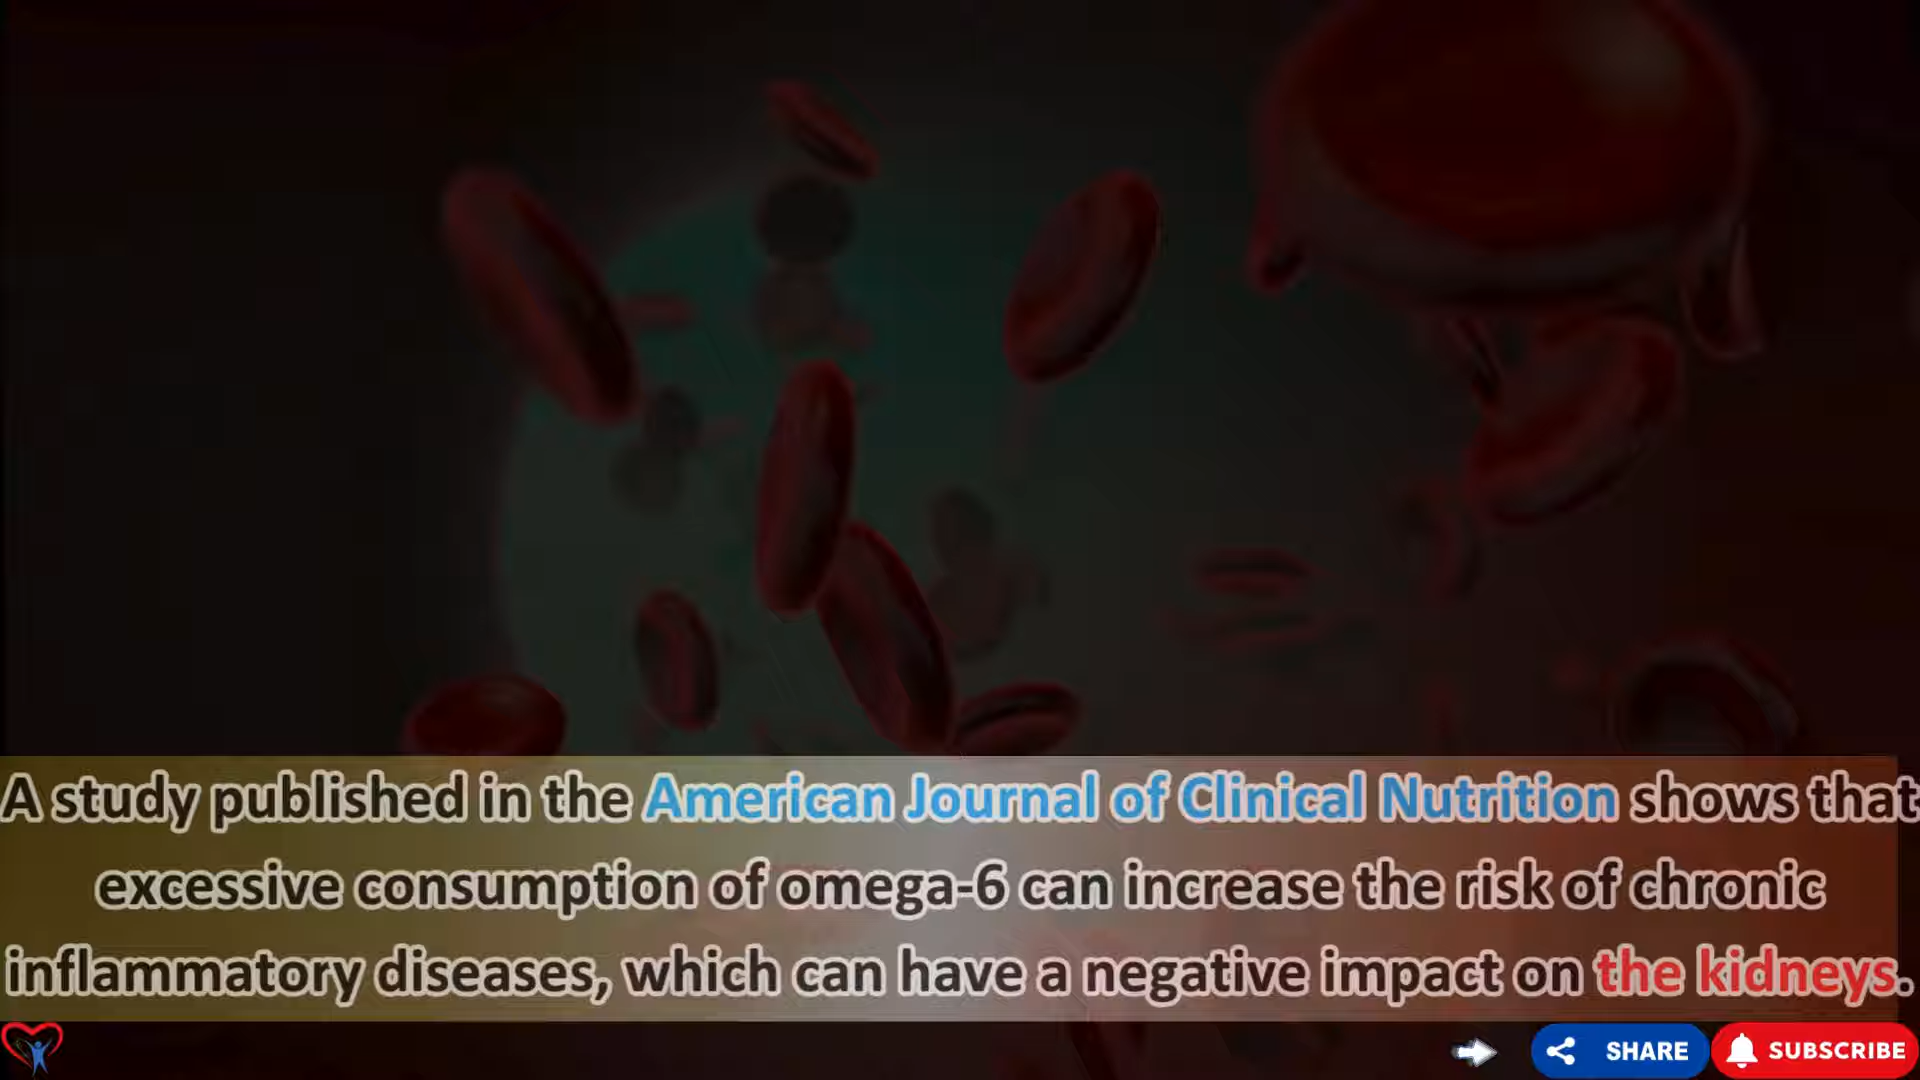 A study published in the American Journal of Clinical Nutrition shows that
excessive consumption of omega-6 can increase the risk of chronic
inflammatory diseases, which can have a negative impact on the kidneys.
SHARE
SUBSCRIBE